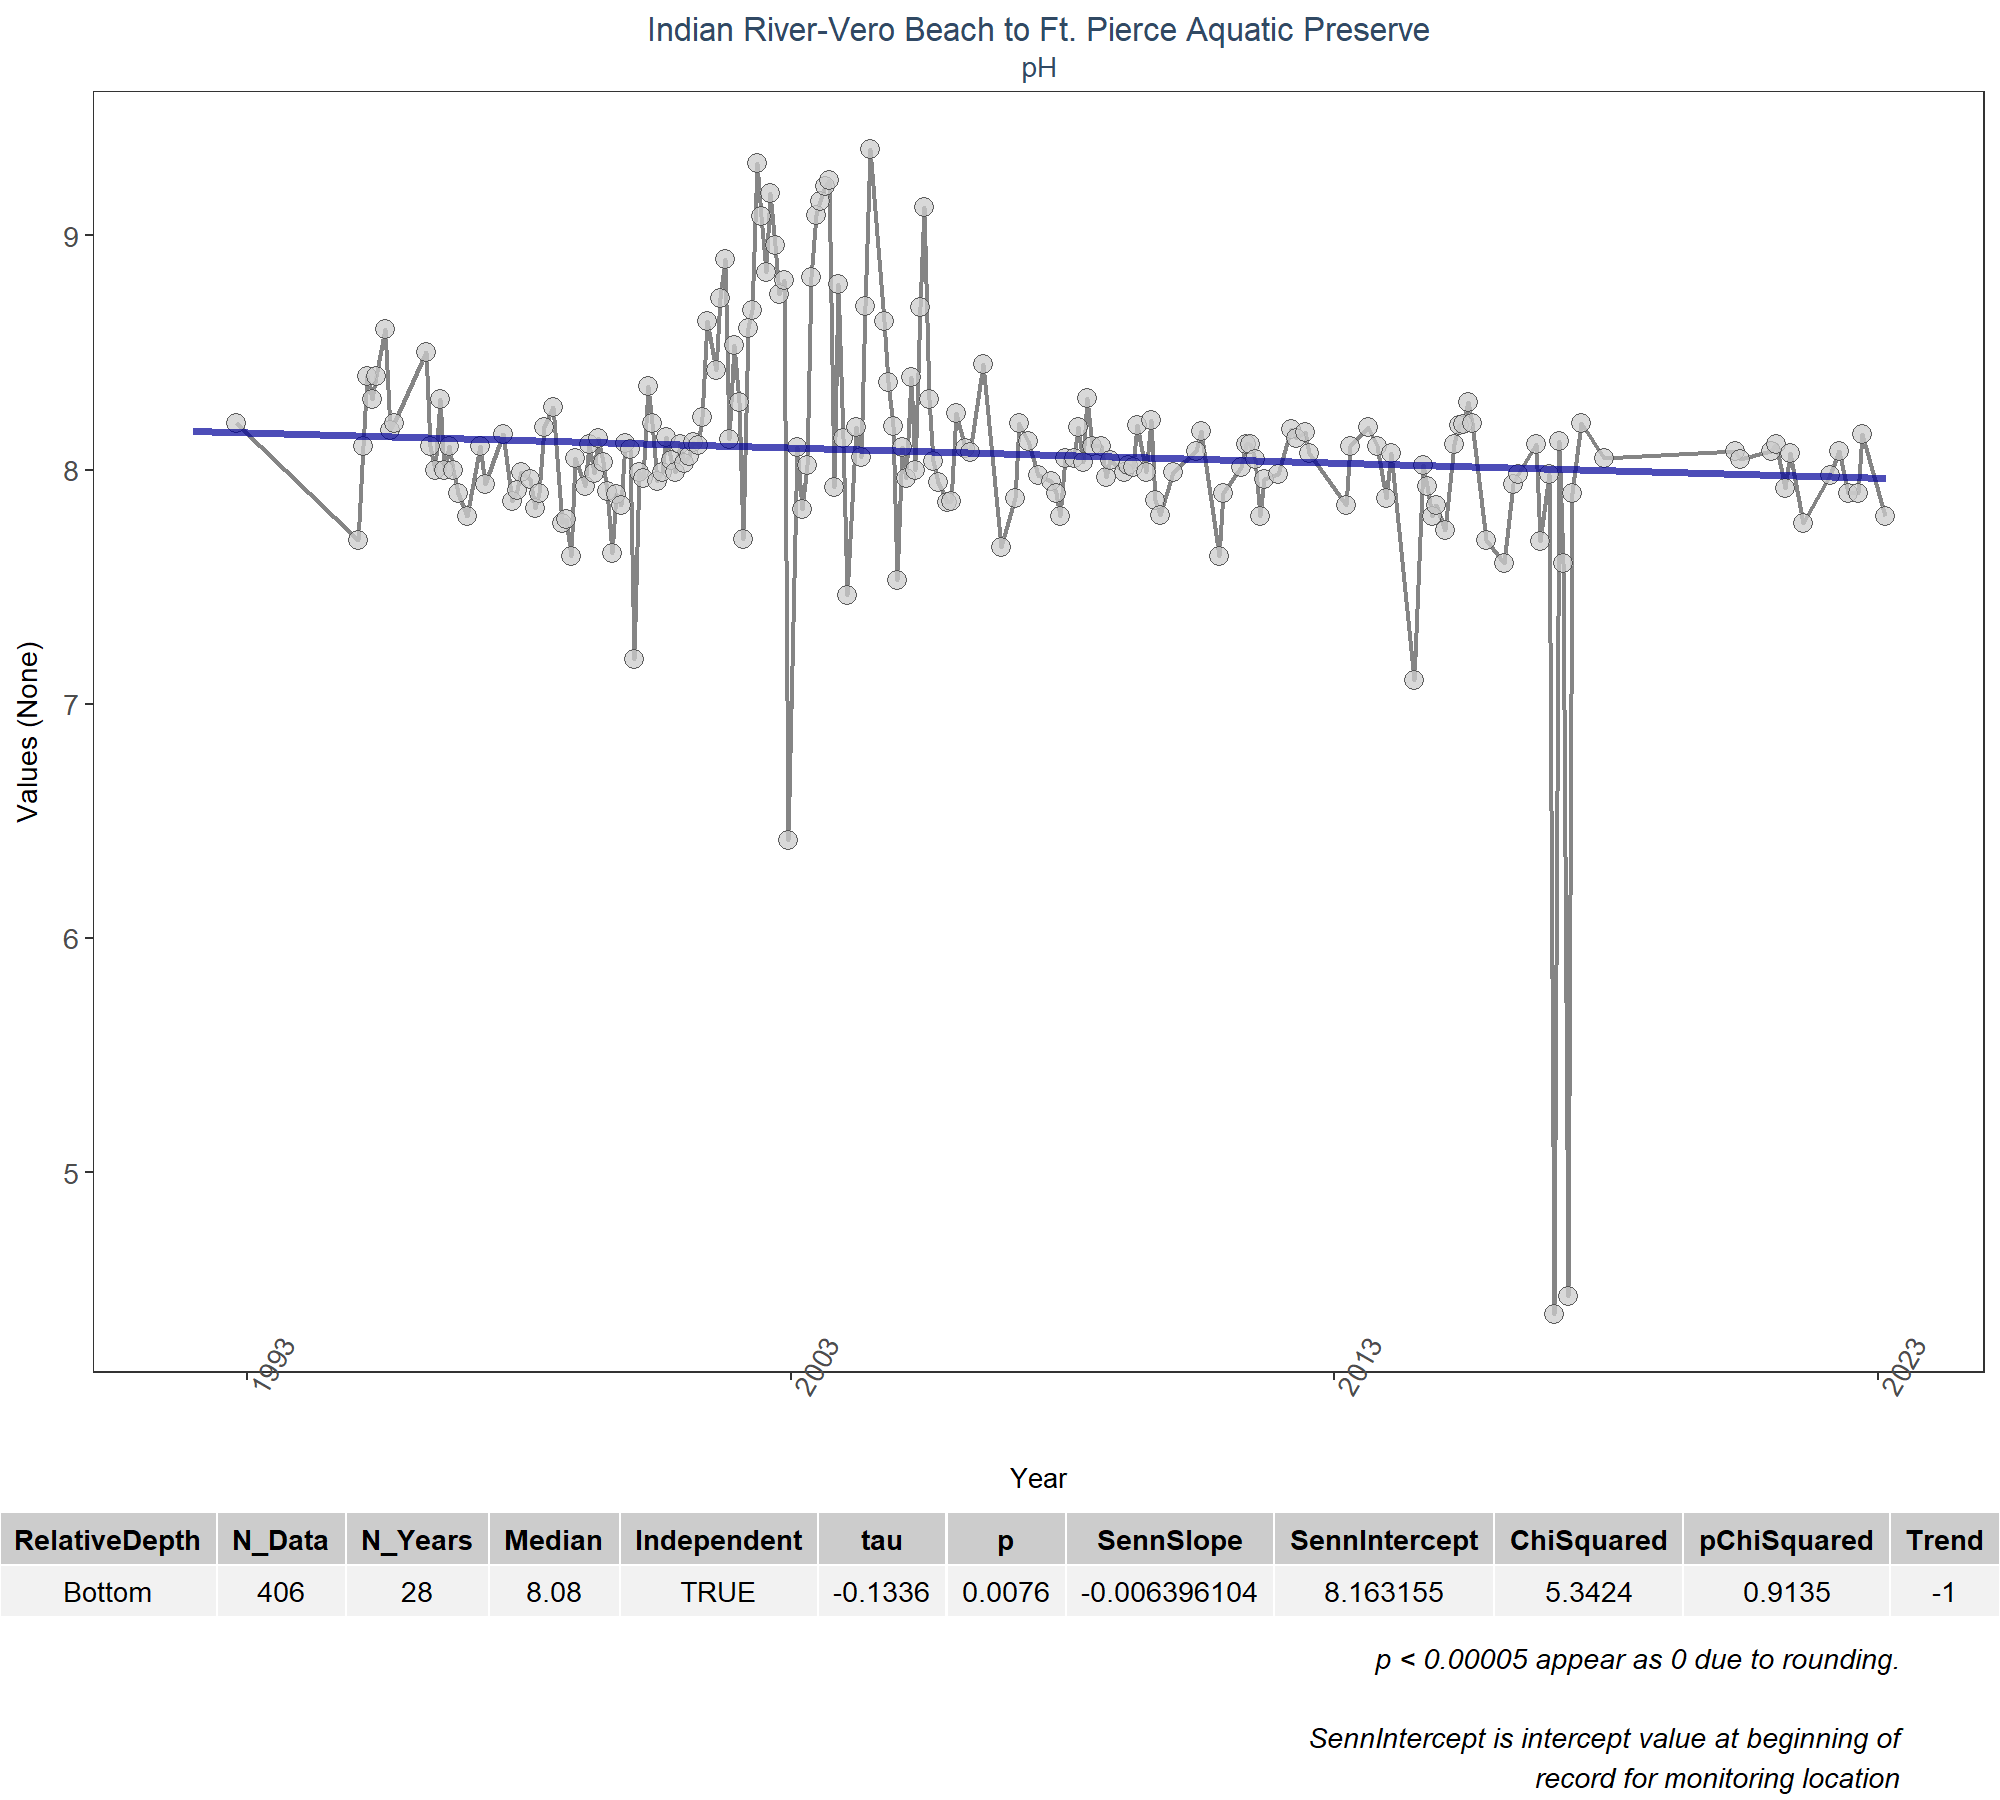 Indian River-Vero Beach to Ft. Pierce Aquatic Preserve
pH
9
8
7
6
5
Values (None)
1993
2003
2013
2023
Year
RelativeDepth N_Data N_Years Median Independent tau p SennSlope SennIntercept ChiSquared pChiSquared Trend
Bottom 406 28 8.08 TRUE -0.1336 0.0076 -0.006396104 8.163155 5.3424 0.9135 -1
p < 0.00005 appear as 0 due to rounding.
SennIntercept is intercept value at beginning of
record for monitoring location